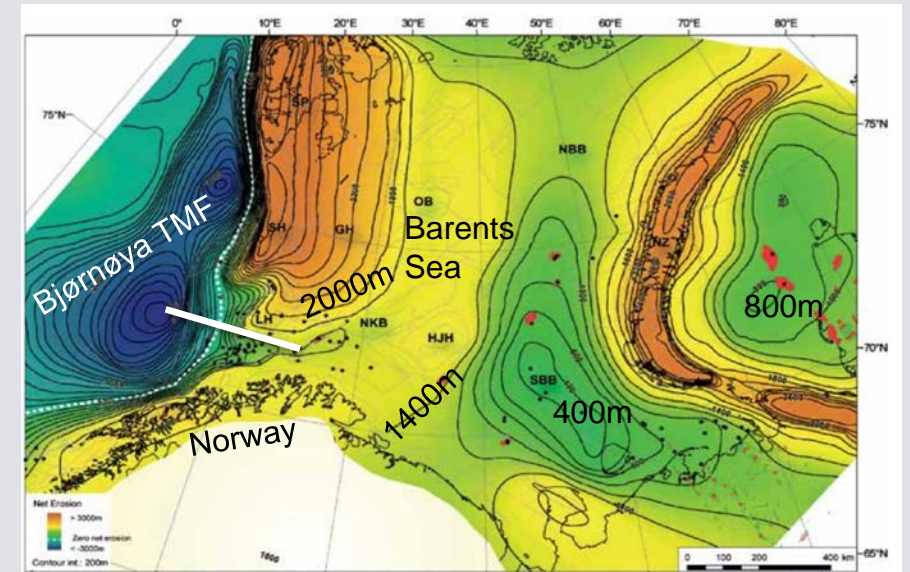 0°
10°E
20°E
30°E
40°E
50°E
60°E
70°E
80°E
75°N
75°N
SP
NBB
OB
SH
GH
NZ
Bjørnøya TMF
Barents
Sea
2000m
800m
LH
NKB
HJH
70°N
1400m
SBB
400m
Norway
Net Erosion
> 3000m
Zero net erosion
< -3000m
Contour int.: 200m
1000
0 100 200 400 km
65°N